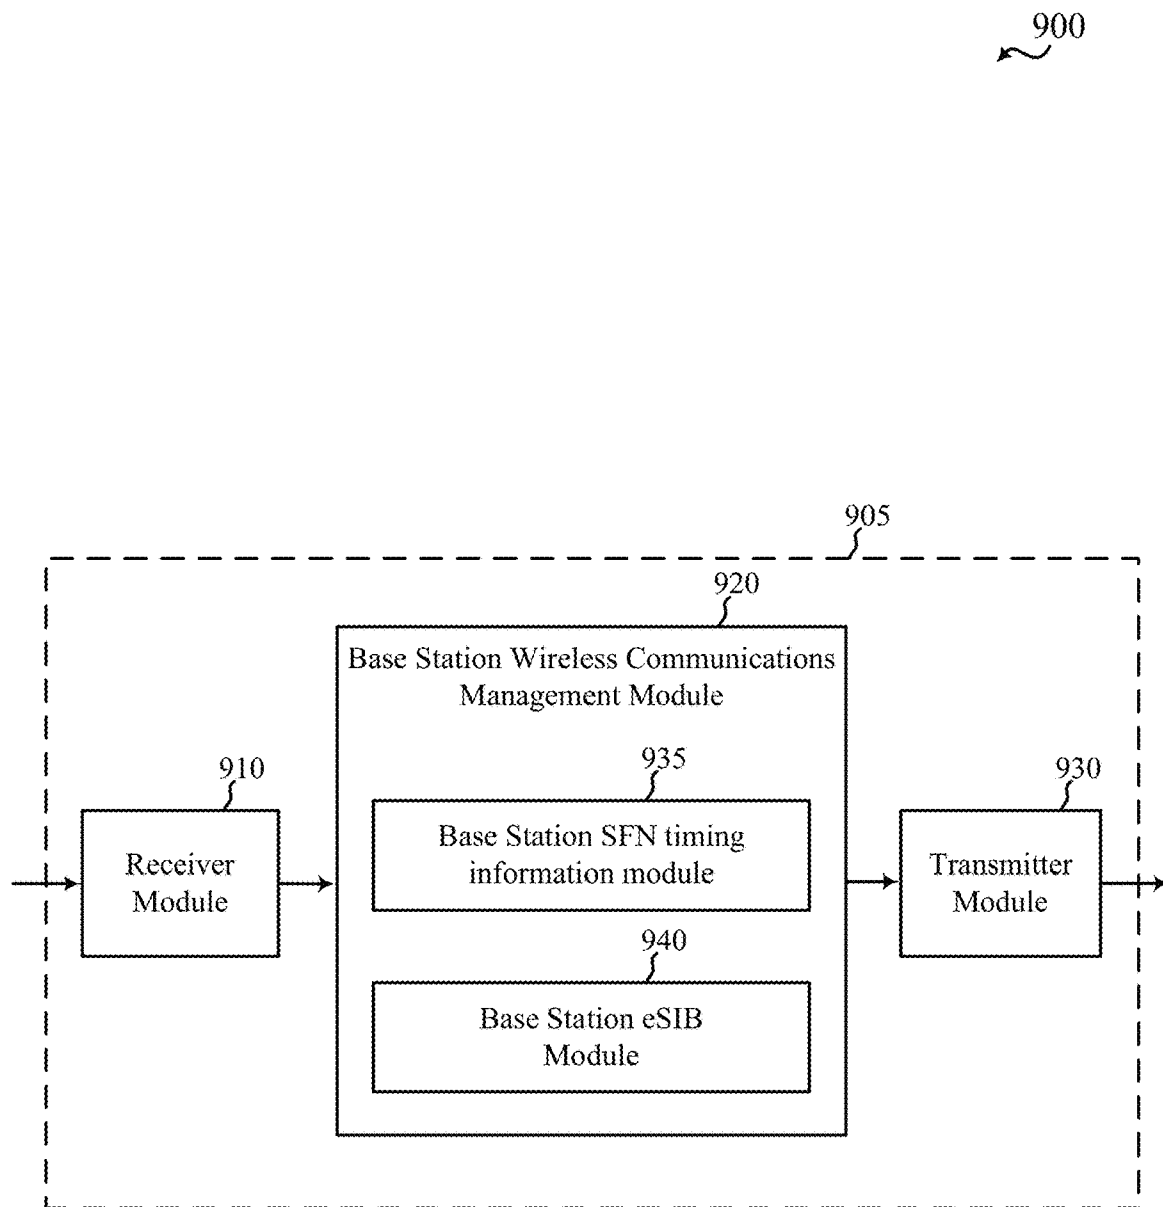 900
905
920
Base Station Wireless Communications
Management Module
910
935
930
Receiver
Module
Base Station SFN timing
information module
Transmitter
Module
940
Base Station eSIB
Module